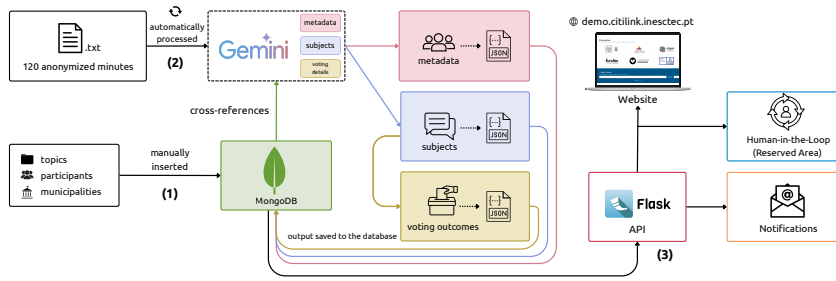 .txt
120 anonymized minutes
automatically
processed
(2)
Gemini
metadata
subjects
voting
details
{...}
JSON
metadata
demo.citilink.inesctec.pt
Website
cross-references
{...}
JSON
subjects
Human-in-the-Loop
(Reserved Area)
topics
participants
municipalities
manually
inserted
(1)
MongoDB
{...}
JSON
voting outcomes
output saved to the database
Flask
API
(3)
Notifications